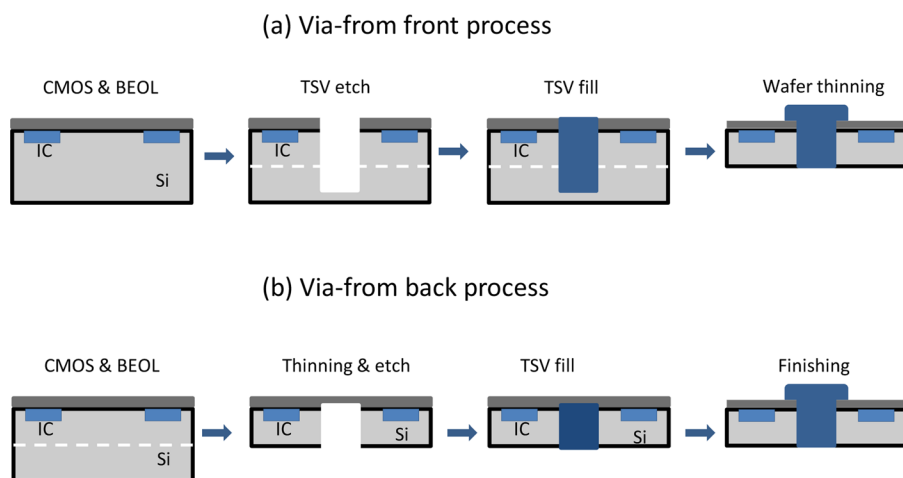 (a) Via-from front process
CMOS & BEOL
TSV etch
TSV fill
Wafer thinning
IC
IC
IC
Si
(b) Via-from back process
CMOS & BEOL
Thinning & etch
TSV fill
Finishing
IC
IC
Si
IC
Si
Si